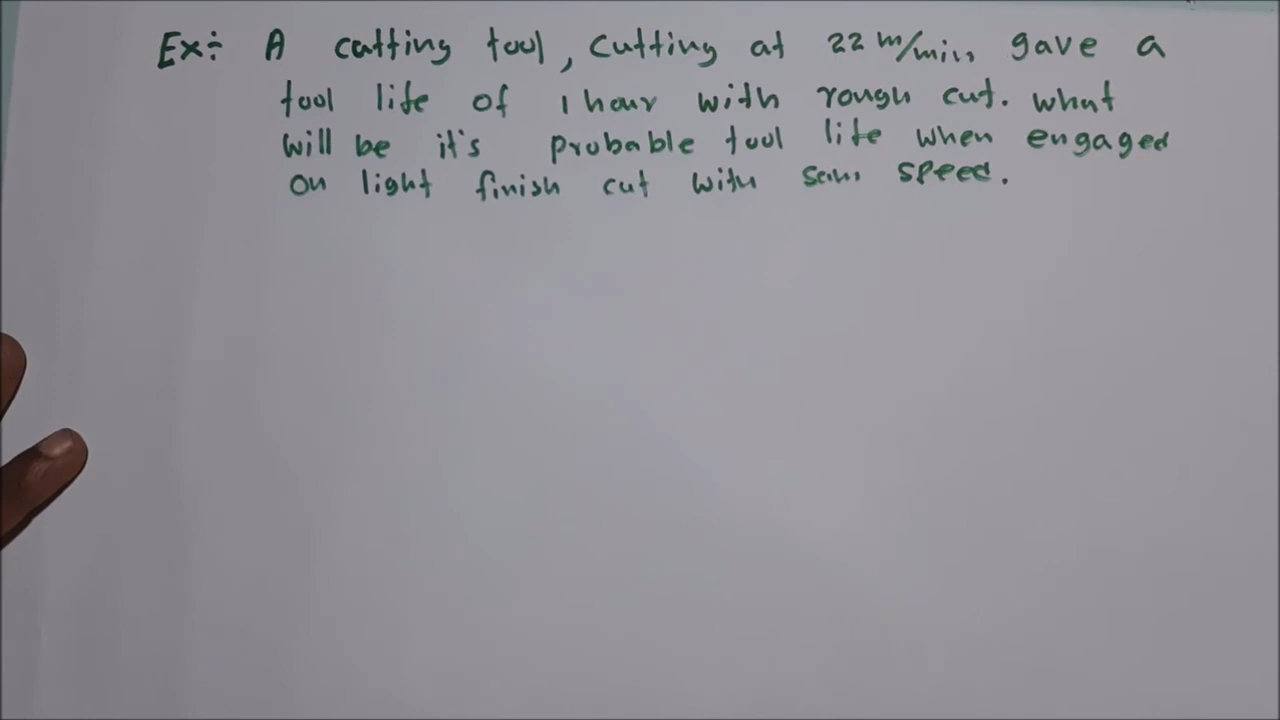 Ex÷ A cutting tool, cutting at 22 m/min, gave a
tool life of 1 hour with rough cut. What
will be it's probable tool life when engaged
on light finish cut with same speed.